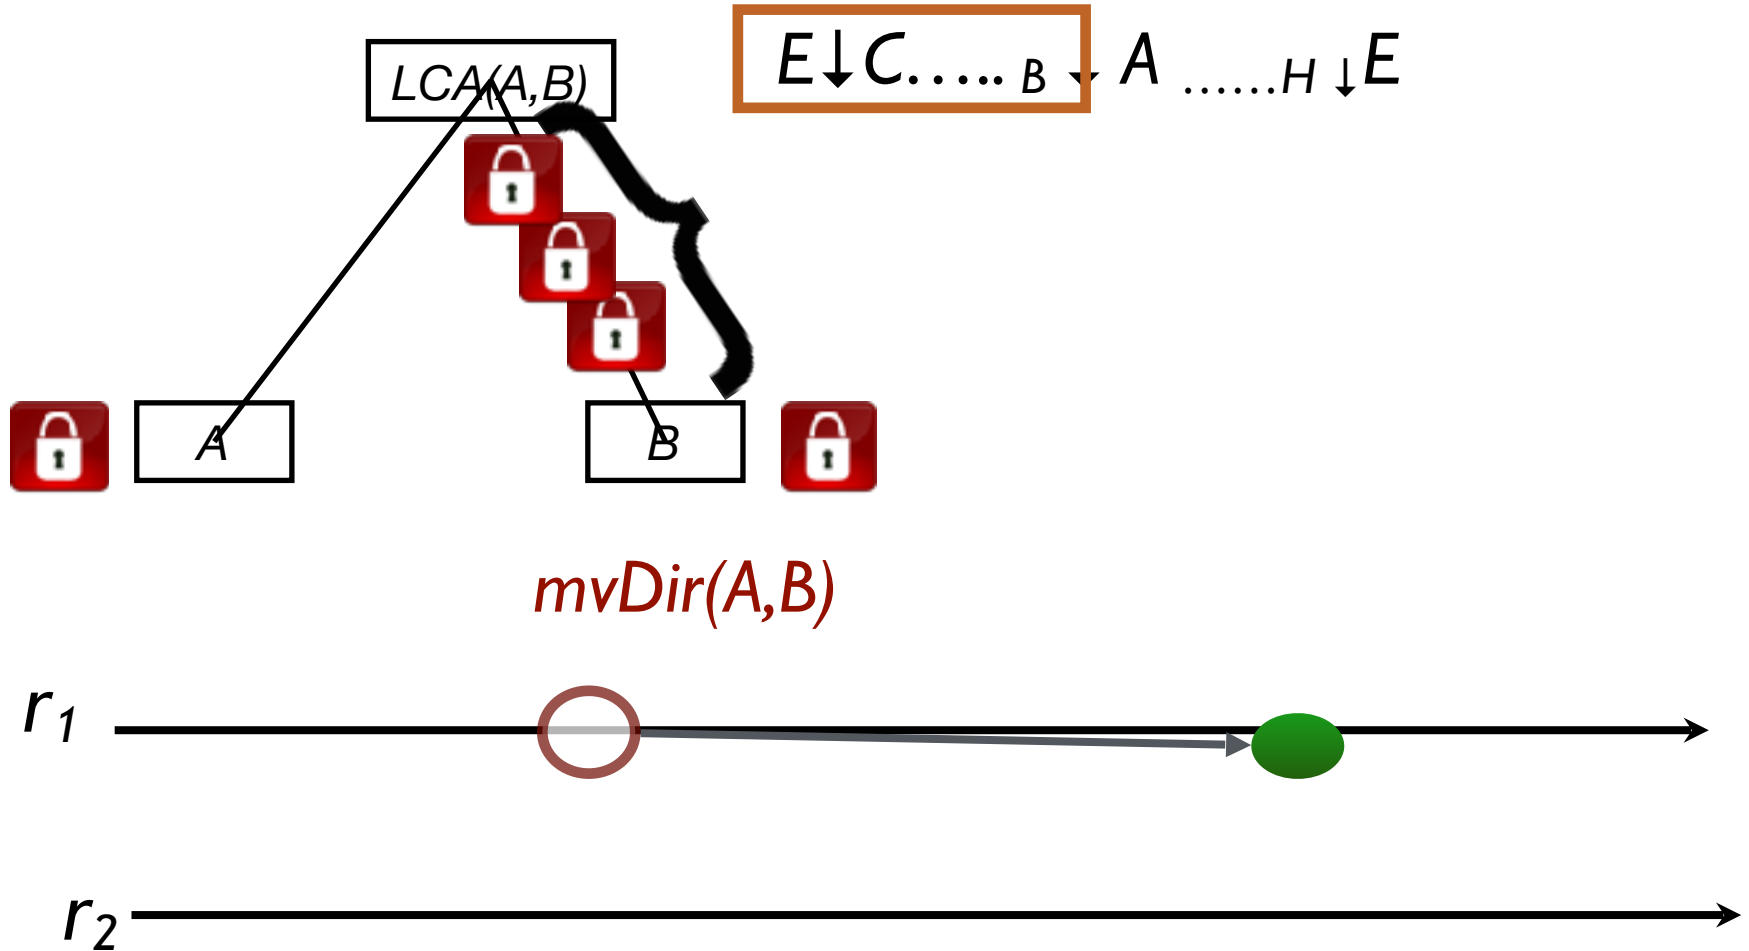 E↓C..... B ↓ A ......H ↓E
LCA(A,B)
A
B
mvDir(A,B)
r1
r2